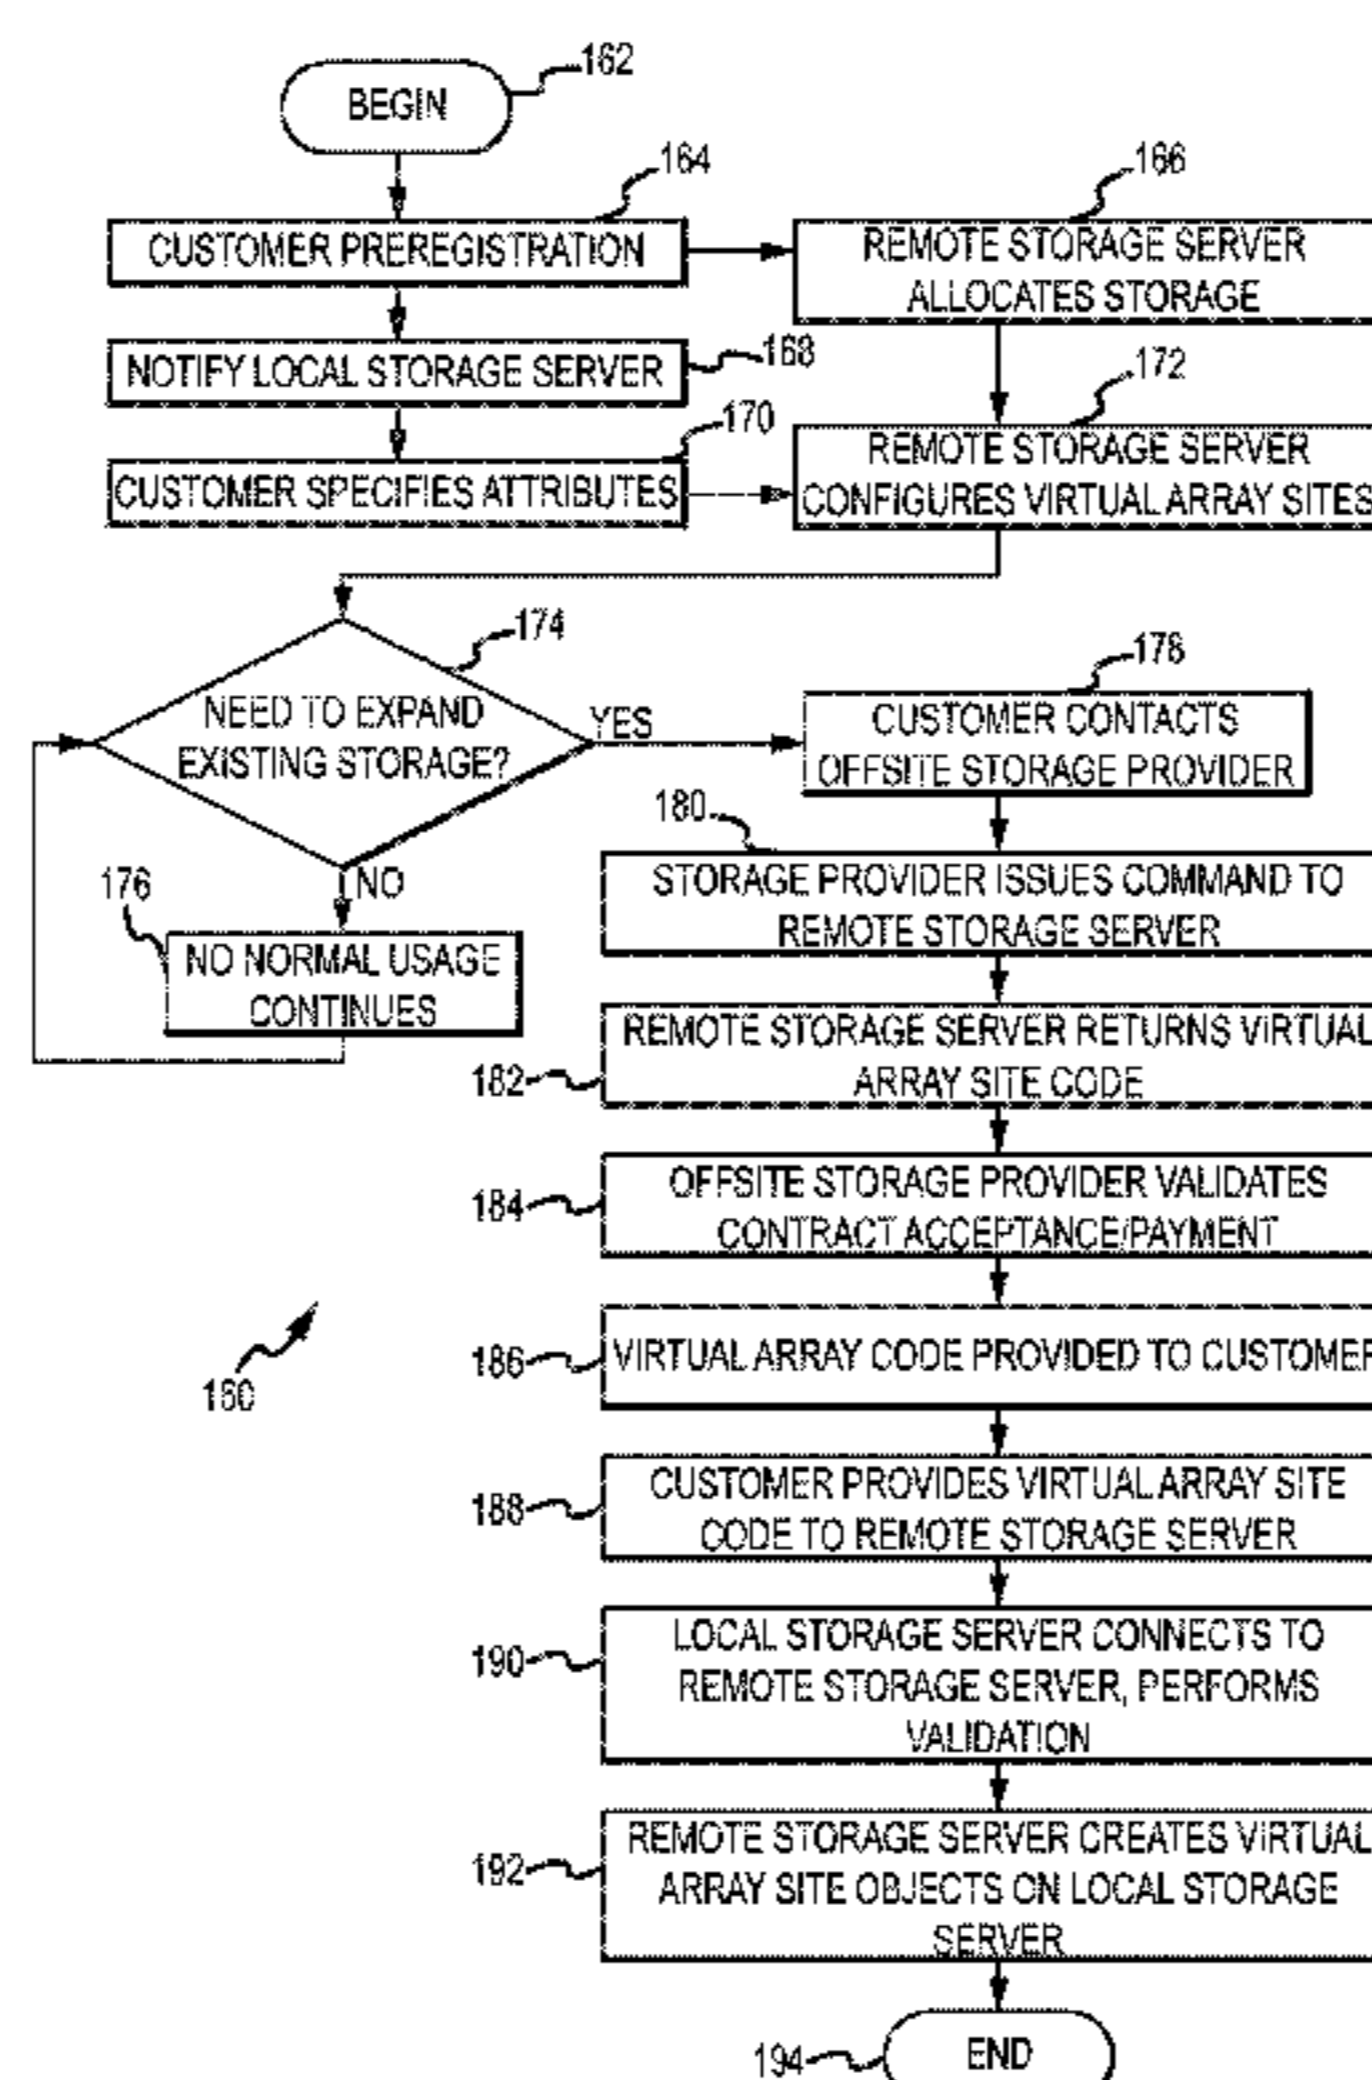 BEGIN
162
164
166
CUSTOMER PREREGISTRATION
REMOTE STORAGE SERVER
ALLOCATES STORAGE
NOTIFY LOCAL STORAGE SERVER
168
172
170
CUSTOMER SPECIFIES ATTRIBUTES
REMOTE STORAGE SERVER
CONFIGURES VIRTUAL ARRAY SITES
174
NEED TO EXPAND
EXISTING STORAGE?
YES
178
CUSTOMER CONTACTS
OFFSITE STORAGE PROVIDER
NO
176
NO NORMAL USAGE
CONTINUES
180
STORAGE PROVIDER ISSUES COMMAND TO
REMOTE STORAGE SERVER
182
REMOTE STORAGE SERVER RETURNS VIRTUAL
ARRAY SITE CODE
184
OFFSITE STORAGE PROVIDER VALIDATES
CONTRACT ACCEPTANCE/PAYMENT
160
186
VIRTUAL ARRAY CODE PROVIDED TO CUSTOMER
188
CUSTOMER PROVIDES VIRTUAL ARRAY SITE
CODE TO REMOTE STORAGE SERVER
190
LOCAL STORAGE SERVER CONNECTS TO
REMOTE STORAGE SERVER, PERFORMS
VALIDATION
192
REMOTE STORAGE SERVER CREATES VIRTUAL
ARRAY SITE OBJECTS ON LOCAL STORAGE
SERVER
194
END